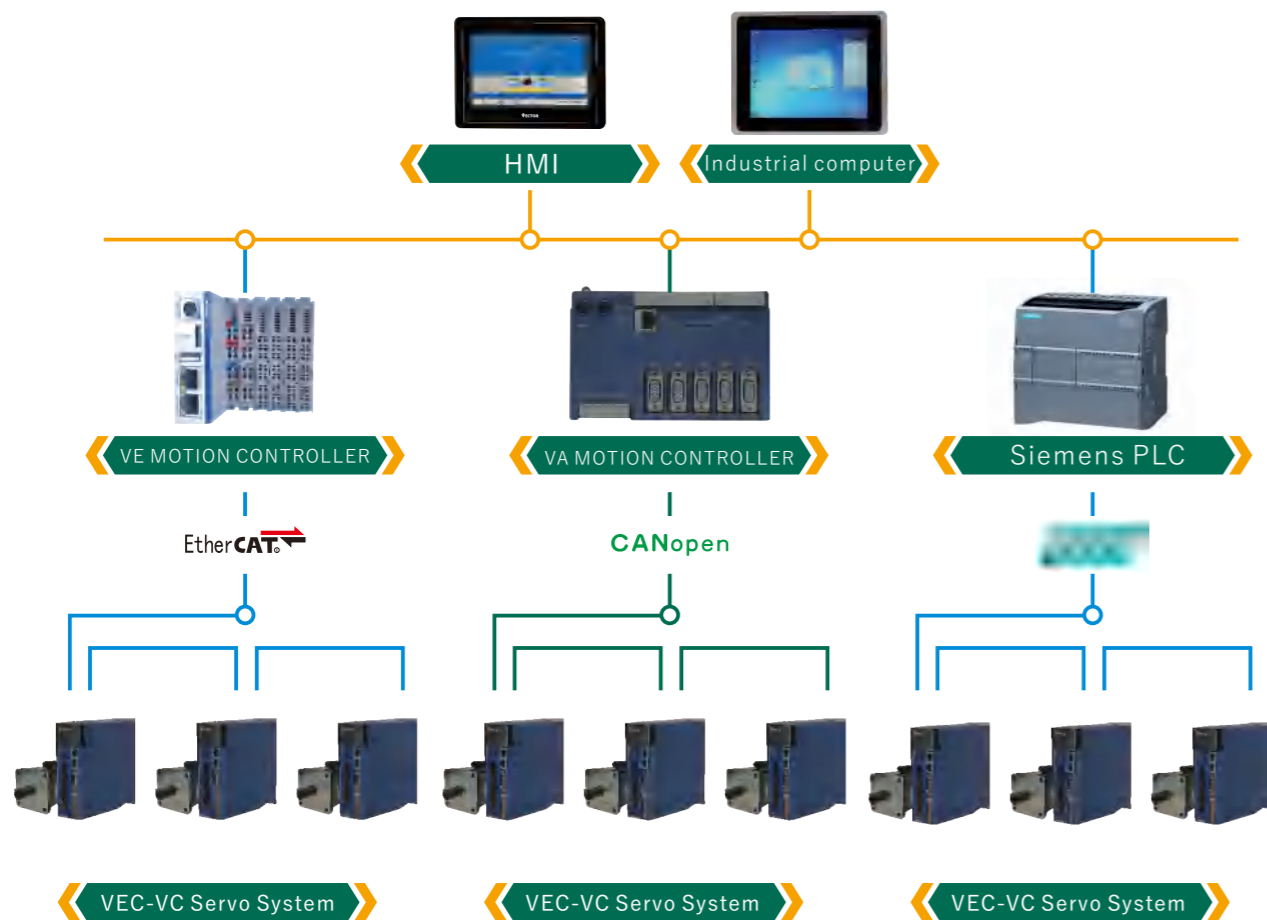 VECTOR
HMI
Industrial computer
VE MOTION CONTROLLER
VA MOTION CONTROLLER
Siemens PLC
EtherCAT
CANopen
VEC-VC Servo System
VEC-VC Servo System
VEC-VC Servo System